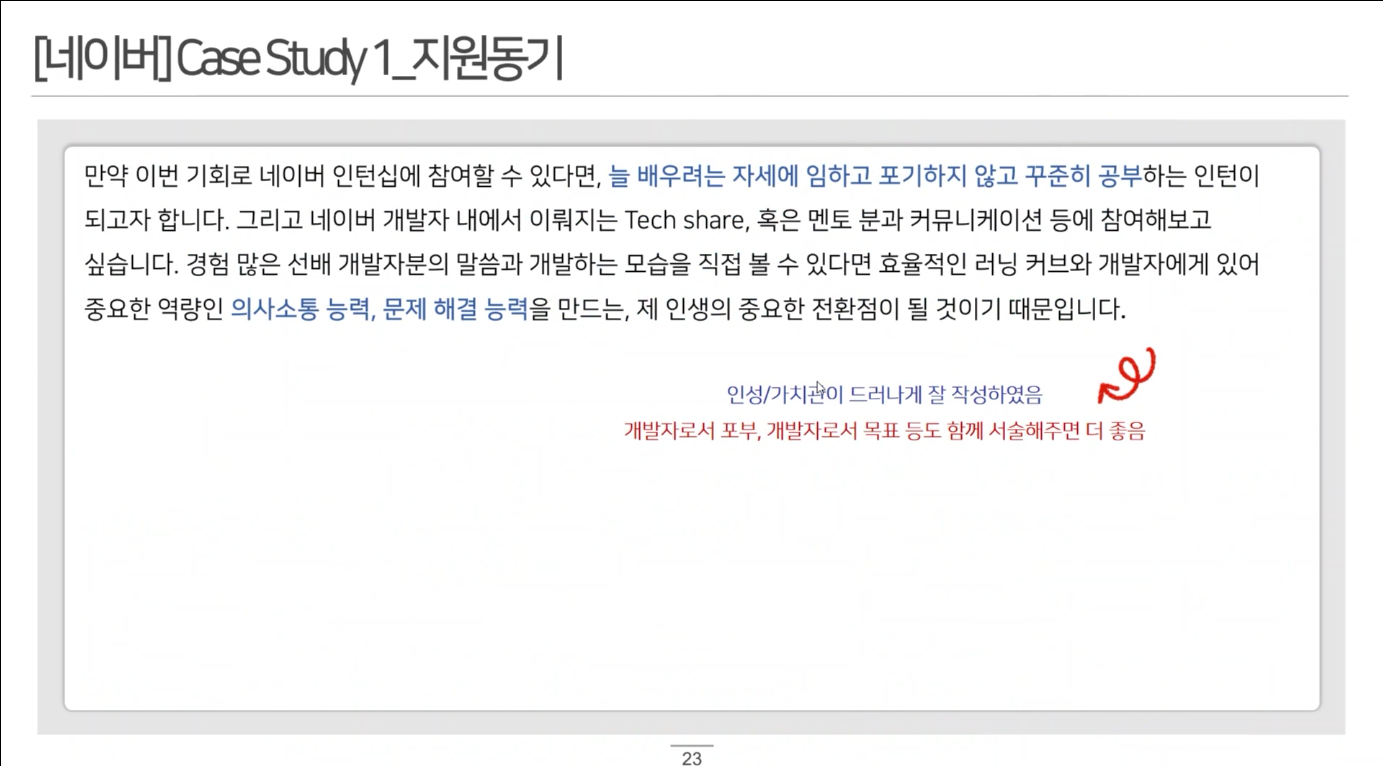 [네이버] Case Study 1_지원동기
만약 이번 기회로 네이버 인턴십에 참여할 수 있다면, 늘 배우려는 자세에 임하고 포기하지 않고 꾸준히 공부하는 인턴이
되고자 합니다. 그리고 네이버 개발자 내에서 이뤄지는 Tech share, 혹은 멘토 분과 커뮤니케이션 등에 참여해보고
싶습니다. 경험 많은 선배 개발자분의 말씀과 개발하는 모습을 직접 볼 수 있다면 효율적인 러닝 커브와 개발자에게 있어
중요한 역량인 의사소통 능력, 문제 해결 능력을 만드는, 제 인생의 중요한 전환점이 될 것이기 때문입니다.
인성/가치관이 드러나게 잘 작성하였음
개발자로서 포부, 개발자로서 목표 등도 함께 서술해주면 더 좋음
23